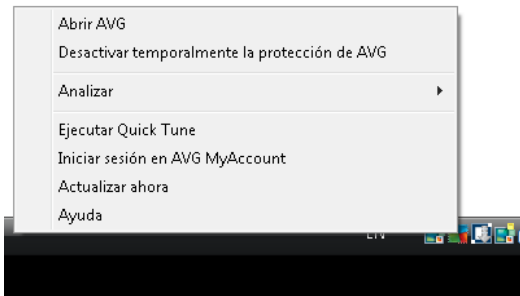 Abrir AVG
Desactivar temporalmente la protección de AVG
Analizar
Ejecutar Quick Tune
Iniciar sesión en AVG MyAccount
Actualizar ahora
Ayuda
EN